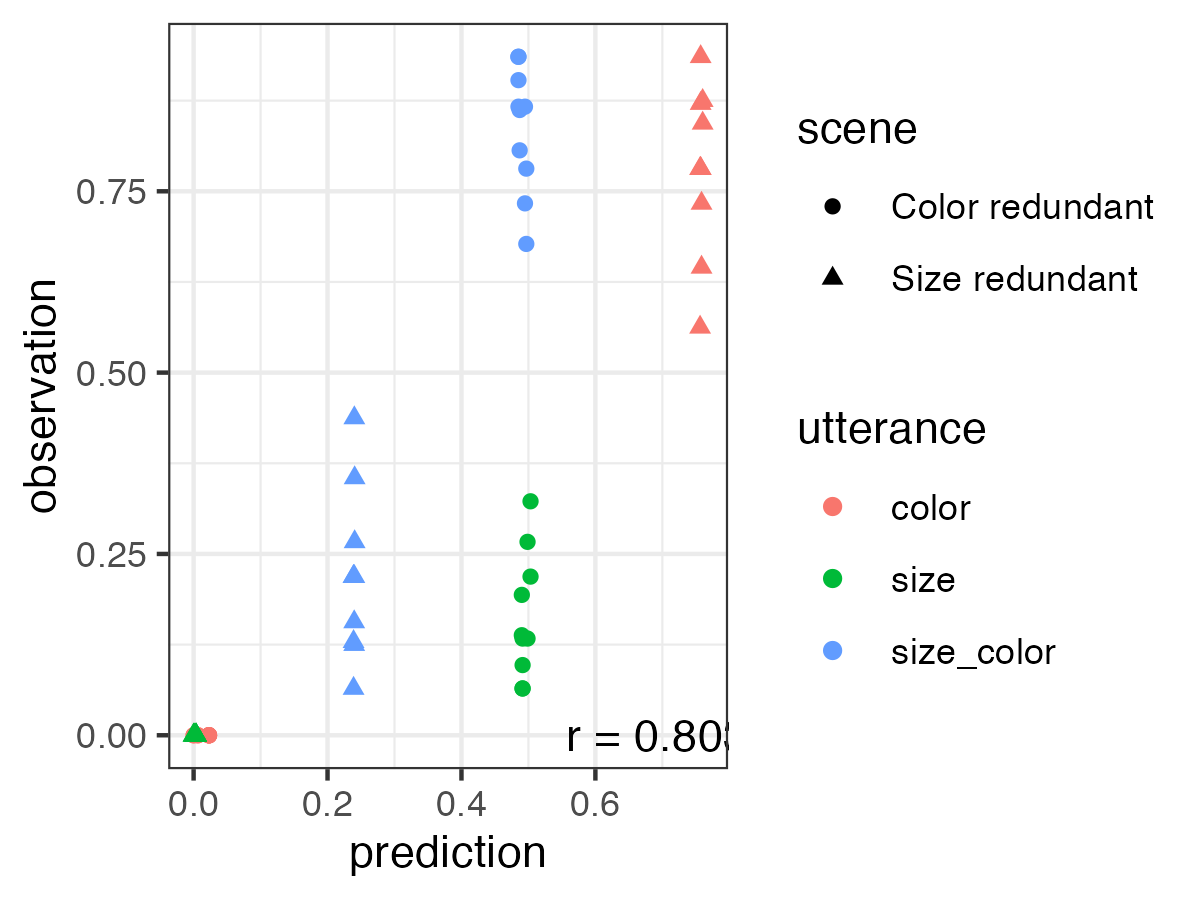 observation
0.75
0.50
0.25
0.00
0.0 0.2 0.4 0.6
prediction
r = 0.80
scene
Color redundant
Size redundant
utterance
color
size
size_color